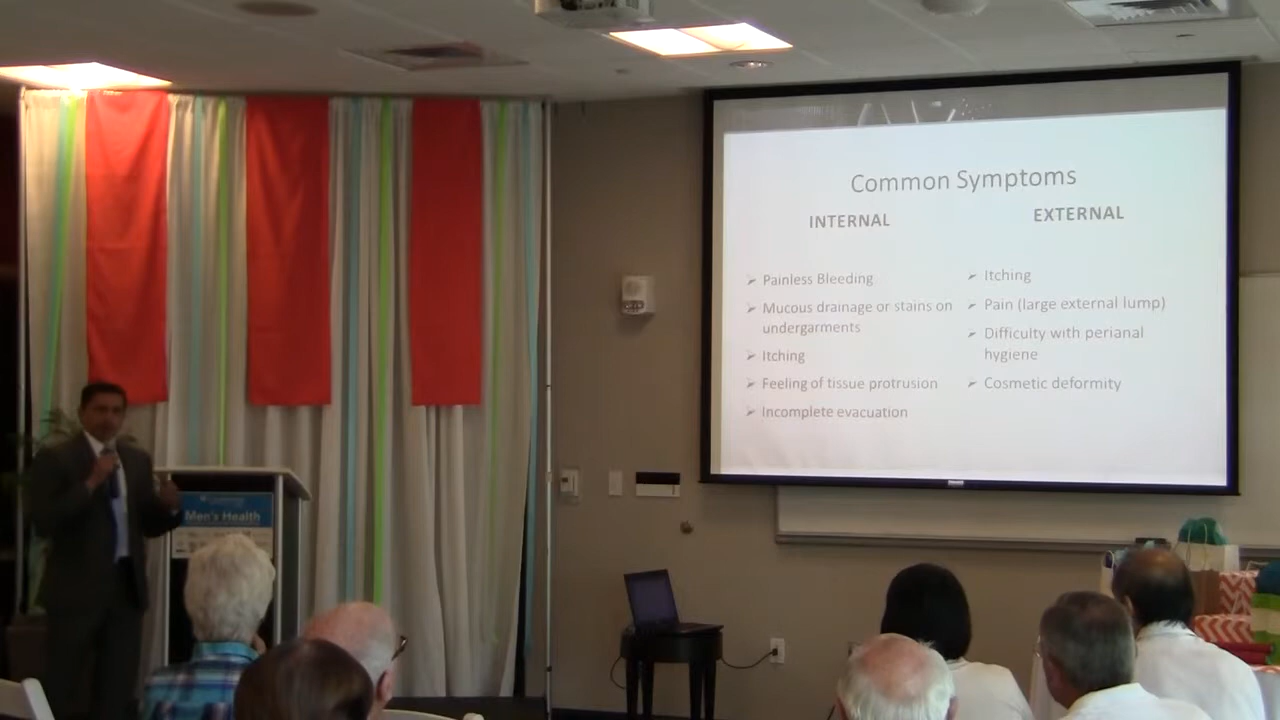 Common Symptoms
INTERNAL
➢ Painless Bleeding
➢ Mucous drainage or stains on
undergarments
➢ Itching
➢ Feeling of tissue protrusion
➢ Incomplete evacuation
EXTERNAL
➢ Itching
➢ Pain (large external lump)
➢ Difficulty with perianal
hygiene
➢ Cosmetic deformity
Men's Health